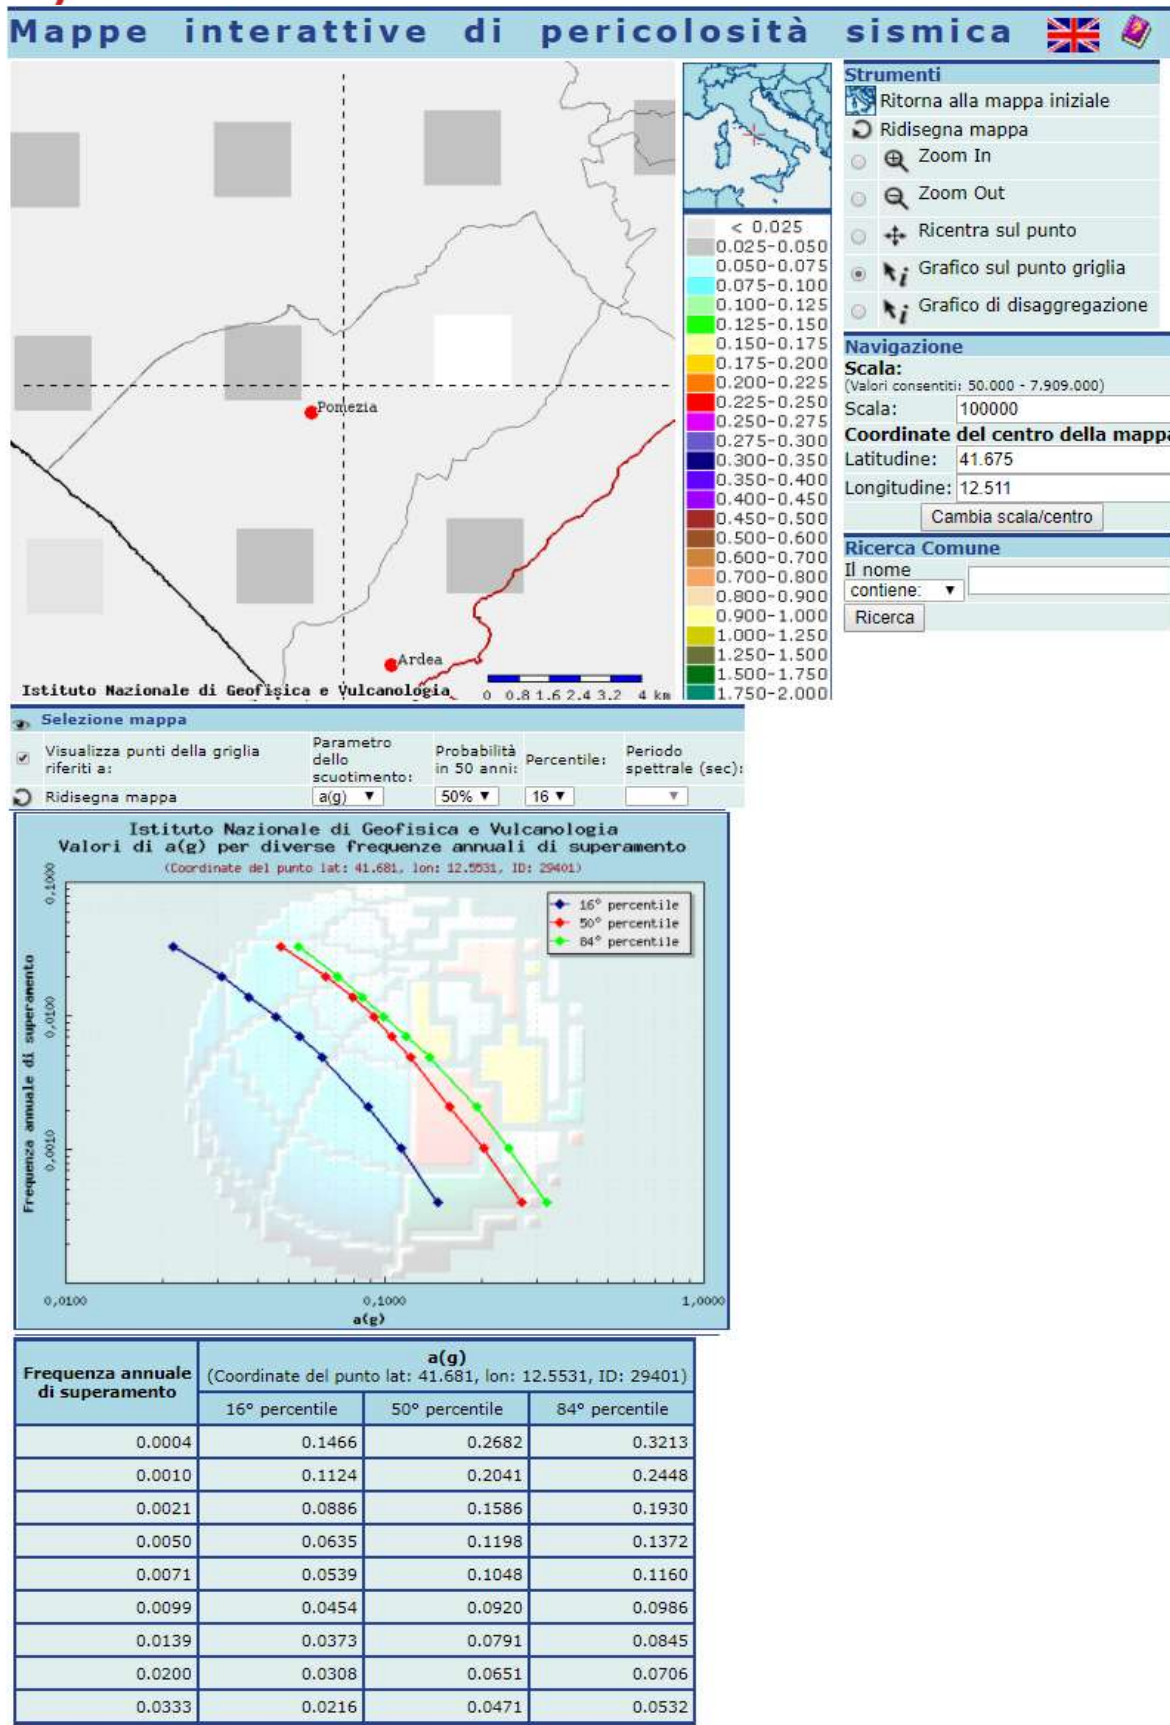 Mappe interattive di pericolosità sismica
Pomezia
Ardea
Istituto Nazionale di Geofisica e Vulcanologia
0 0.8 1.6 2.4 3.2 4 km
< 0.025
0.025-0.050
0.050-0.075
0.075-0.100
0.100-0.125
0.125-0.150
0.150-0.175
0.175-0.200
0.200-0.225
0.225-0.250
0.250-0.275
0.275-0.300
0.300-0.350
0.350-0.400
0.400-0.450
0.450-0.500
0.500-0.600
0.600-0.700
0.700-0.800
0.800-0.900
0.900-1.000
1.000-1.250
1.250-1.500
1.500-1.750
1.750-2.000
Strumenti
Ritorna alla mappa iniziale
Ridisegna mappa
Zoom In
Zoom Out
Ricentra sul punto
Grafico sul punto griglia
Grafico di disaggregazione
Navigazione
Scala:
(Valori consentiti: 50.000 - 7.909.000)
Scala: 100000
Coordinate del centro della mappa
Latitudine: 41.675
Longitudine: 12.511
Cambia scala/centro
Ricerca Comune
Il nome
contiene:
Ricerca
Selezione mappa
Visualizza punti della griglia
riferiti a:
Parametro
dello
scuotimento:
Probabilità
in 50 anni:
Percentile:
Periodo
spettrale (sec):
Ridisegna mappa a(g) 50% 16
Istituto Nazionale di Geofisica e Vulcanologia
Valori di a(g) per diverse frequenze annuali di superamento
(Coordinate del punto lat: 41.681, lon: 12.5531, ID: 29401)
16° percentile
50° percentile
84° percentile
Frequenza annuale di superamento
0,1000
0,0100
0,0010
0,0100 0,1000 1,0000
a(g)
Frequenza annuale
di superamento
a(g)
(Coordinate del punto lat: 41.681, lon: 12.5531, ID: 29401)
16° percentile 50° percentile 84° percentile
0.0004 0.1466 0.2682 0.3213
0.0010 0.1124 0.2041 0.2448
0.0021 0.0886 0.1586 0.1930
0.0050 0.0635 0.1198 0.1372
0.0071 0.0539 0.1048 0.1160
0.0099 0.0454 0.0920 0.0986
0.0139 0.0373 0.0791 0.0845
0.0200 0.0308 0.0651 0.0706
0.0333 0.0216 0.0471 0.0532